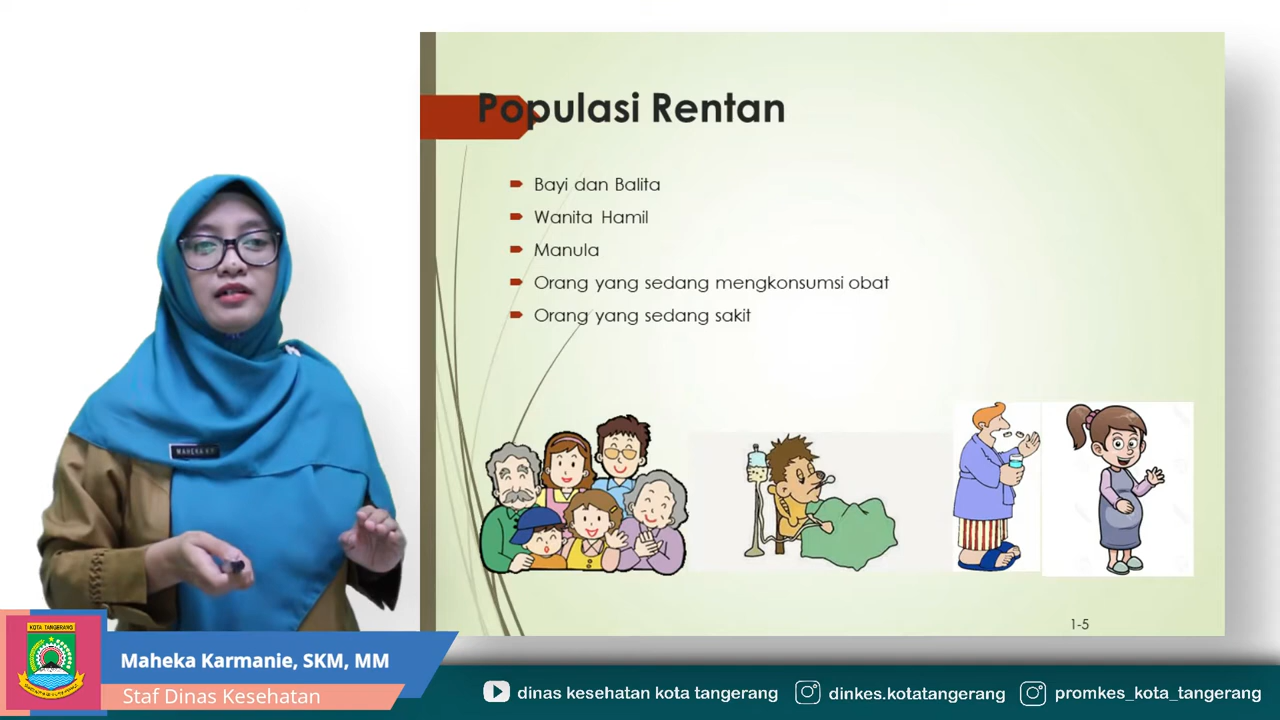 Populasi Rentan
Bayi dan Balita
Wanita Hamil
Manula
Orang yang sedang mengkonsumsi obat
Orang yang sedang sakit
1-5
MAHEKA K
KOTA TANGERANG
Maheka Karmanie, SKM, MM
Staf Dinas Kesehatan
dinas kesehatan kota tangerang
dinkes.kotatangerang
promkes_kota_tangerang